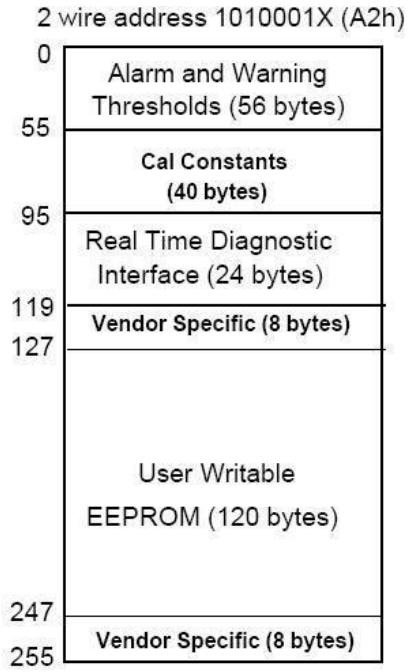 2 wire address 1010001X (A2h)
0
Alarm and Warning
Thresholds (56 bytes)
55
Cal Constants
(40 bytes)
95
Real Time Diagnostic
Interface (24 bytes)
119
Vendor Specific (8 bytes)
127
User Writable
EEPROM (120 bytes)
247
Vendor Specific (8 bytes)
255